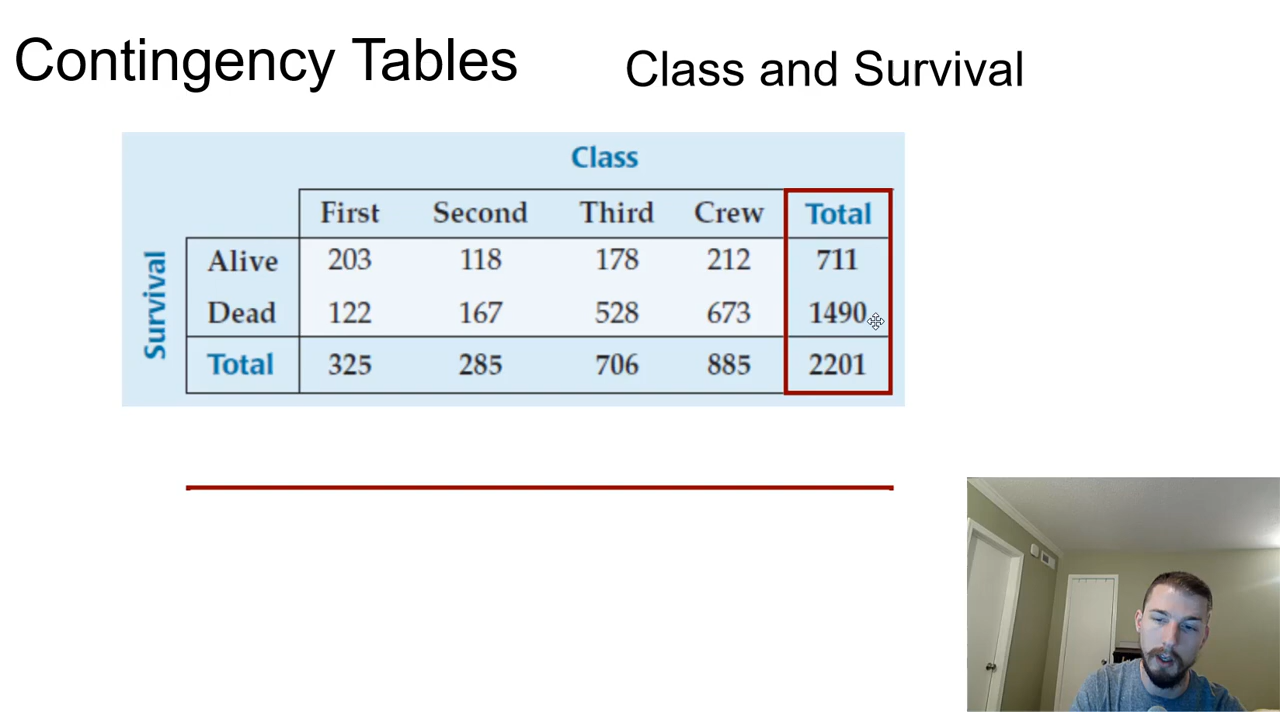 Contingency Tables
Class and Survival
Class
First Second Third Crew Total
Survival
Alive 203 118 178 212 711
Dead 122 167 528 673 1490
Total 325 285 706 885 2201